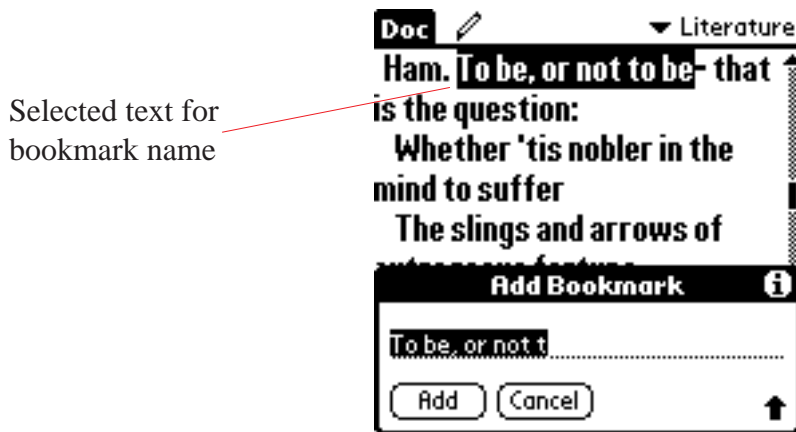 Doc
Literature
Ham. To be, or not to be- that
is the question:
Whether 'tis nobler in the
mind to suffer
The slings and arrows of
Selected text for
bookmark name
Add Bookmark
To be, or not t
Add
Cancel